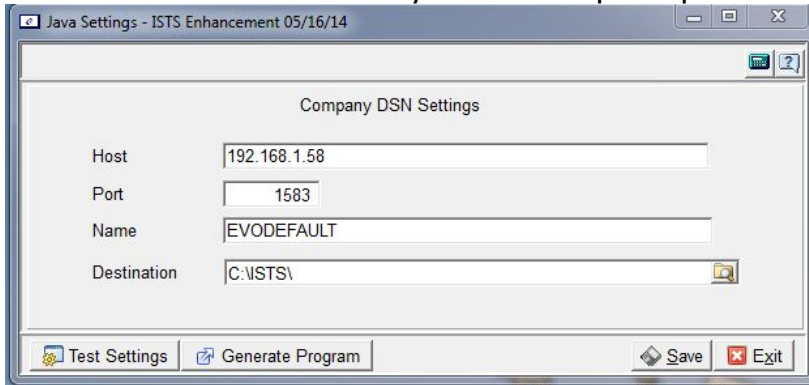 Java Settings - ISTS Enhancement 05/16/14
Company DSN Settings
Host 192.168.1.58
Port 1583
Name EVODEFAULT
Destination C:\ISTS\
Test Settings Generate Program Save Exit